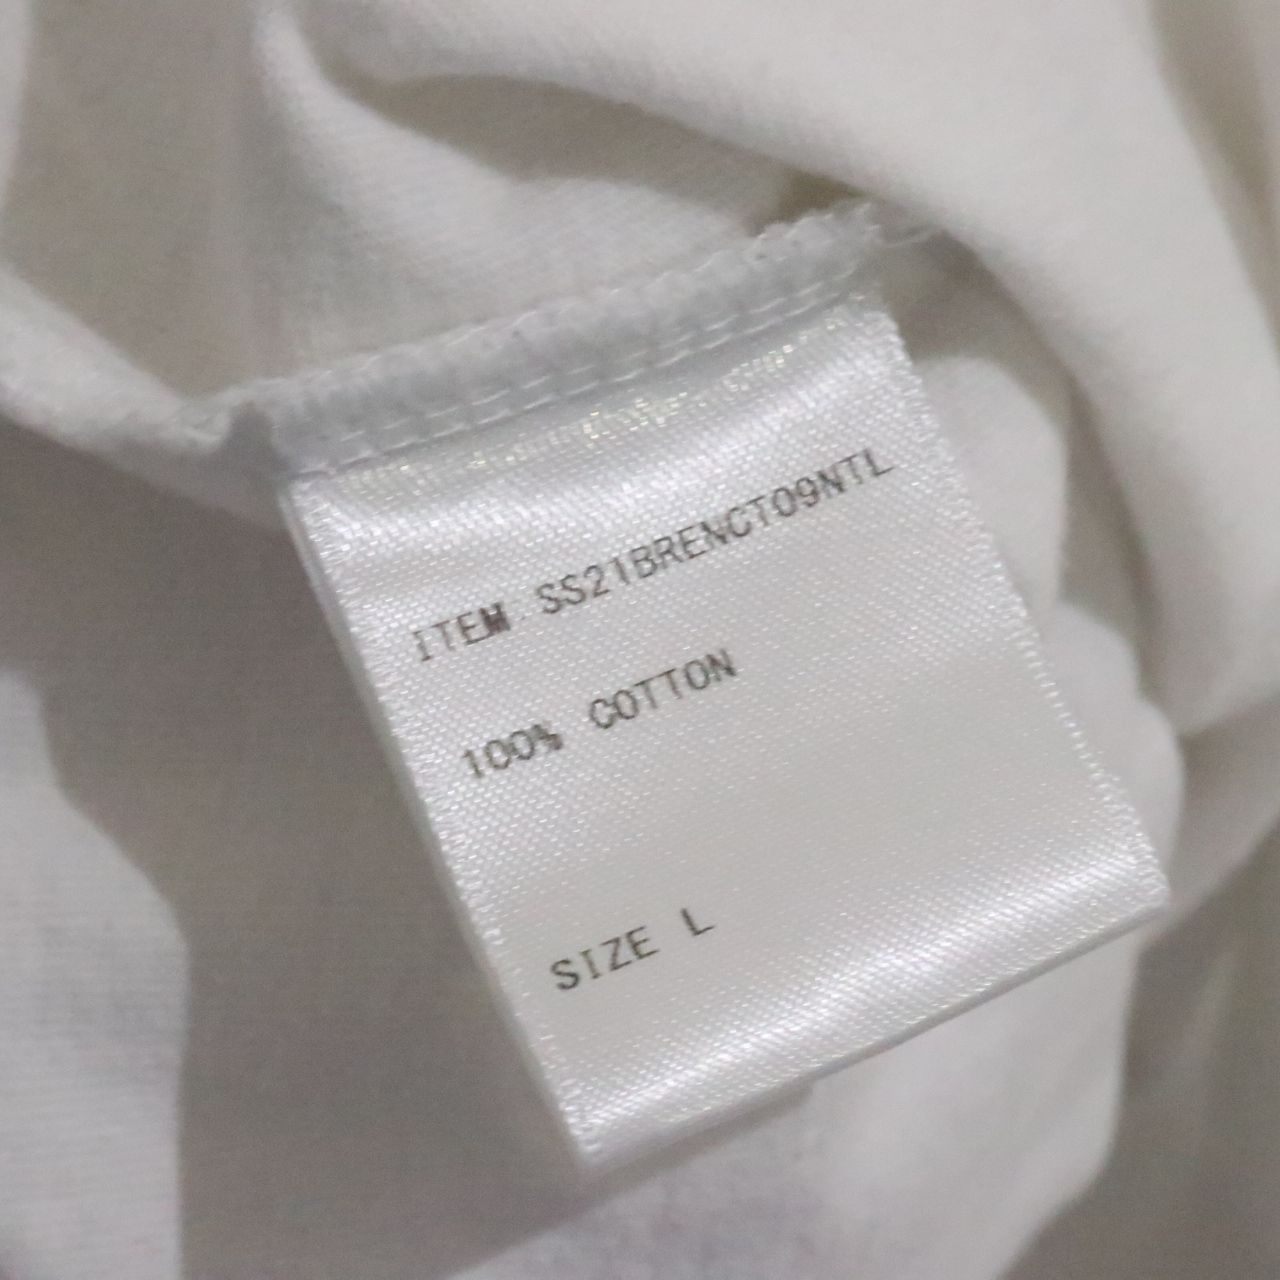 ITEM.SS21BRENCT09NTL
100% COTTON
SIZE L